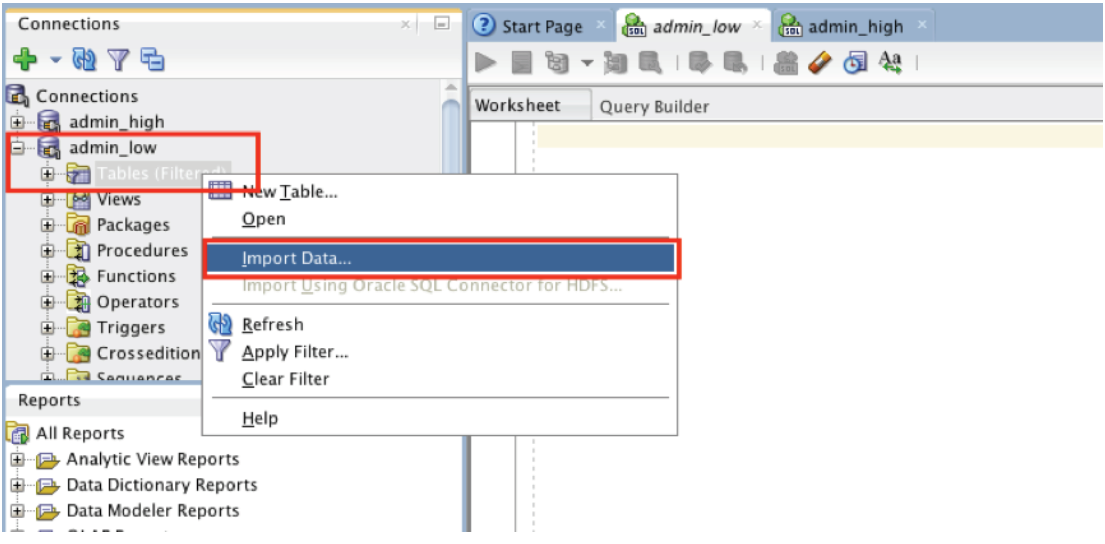 Connections
Connections
admin_high
admin_low
Tables (Filtered)
Views
Packages
Procedures
Functions
Operators
Triggers
Crossedition
Sequences
New Table...
Open
Import Data...
Import Using Oracle SQL Connector for HDFS...
Refresh
Apply Filter...
Clear Filter
Help
Reports
All Reports
Analytic View Reports
Data Dictionary Reports
Data Modeler Reports
Start Page admin_low admin_high
Worksheet Query Builder